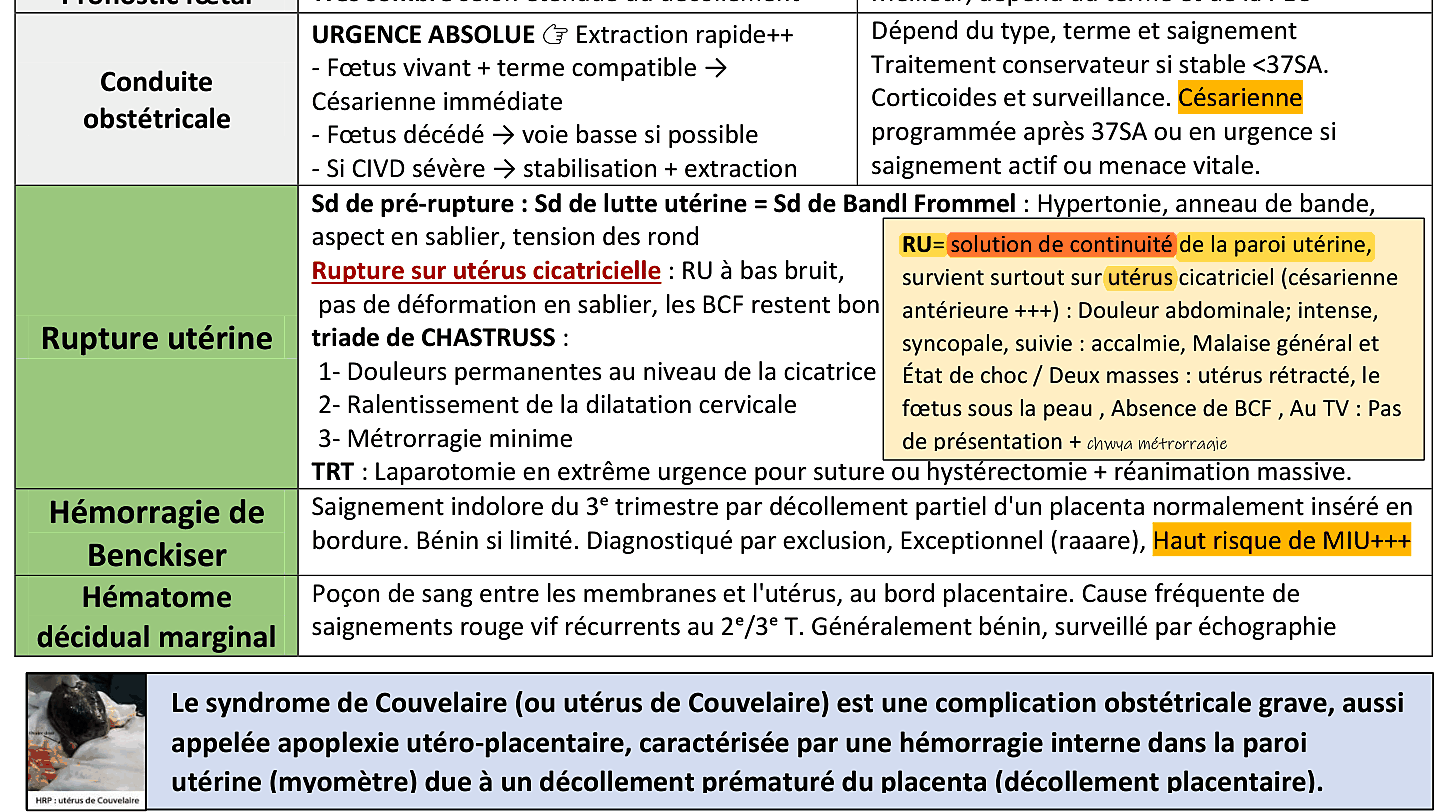 Conduite
obstétricale
URGENCE ABSOLUE ☞ Extraction rapide++
- Fœtus vivant + terme compatible →
Césarienne immédiate
- Fœtus décédé → voie basse si possible
- Si CIVD sévère → stabilisation + extraction
Dépend du type, terme et saignement
Traitement conservateur si stable <37SA.
Corticoides et surveillance. Césarienne
programmée après 37SA ou en urgence si
saignement actif ou menace vitale.
Rupture utérine
Sd de pré-rupture : Sd de lutte utérine = Sd de Bandl Frommel : Hypertonie, anneau de bande,
aspect en sablier, tension des rond
Rupture sur utérus cicatricielle : RU à bas bruit,
pas de déformation en sablier, les BCF restent bon
triade de CHASTRUSS :
1- Douleurs permanentes au niveau de la cicatrice
2- Ralentissement de la dilatation cervicale
3- Métrorragie minime
TRT : Laparotomie en extrême urgence pour suture ou hystérectomie + réanimation massive.
RU= solution de continuité de la paroi utérine,
survient surtout sur utérus cicatriciel (césarienne
antérieure +++) : Douleur abdominale; intense,
syncopale, suivie : accalmie, Malaise général et
État de choc / Deux masses : utérus rétracté, le
fœtus sous la peau , Absence de BCF , Au TV : Pas
de présentation + chwya métrorragie
Hémorragie de
Benckiser
Saignement indolore du 3ᵉ trimestre par décollement partiel d'un placenta normalement inséré en
bordure. Bénin si limité. Diagnostiqué par exclusion, Exceptionnel (raaare), Haut risque de MIU+++
Hématome
décidual marginal
Poçon de sang entre les membranes et l'utérus, au bord placentaire. Cause fréquente de
saignements rouge vif récurrents au 2ᵉ/3ᵉ T. Généralement bénin, surveillé par échographie
HRP : utérus de Couvelaire
Le syndrome de Couvelaire (ou utérus de Couvelaire) est une complication obstétricale grave, aussi
appelée apoplexie utéro-placentaire, caractérisée par une hémorragie interne dans la paroi
utérine (myomètre) due à un décollement prématuré du placenta (décollement placentaire).